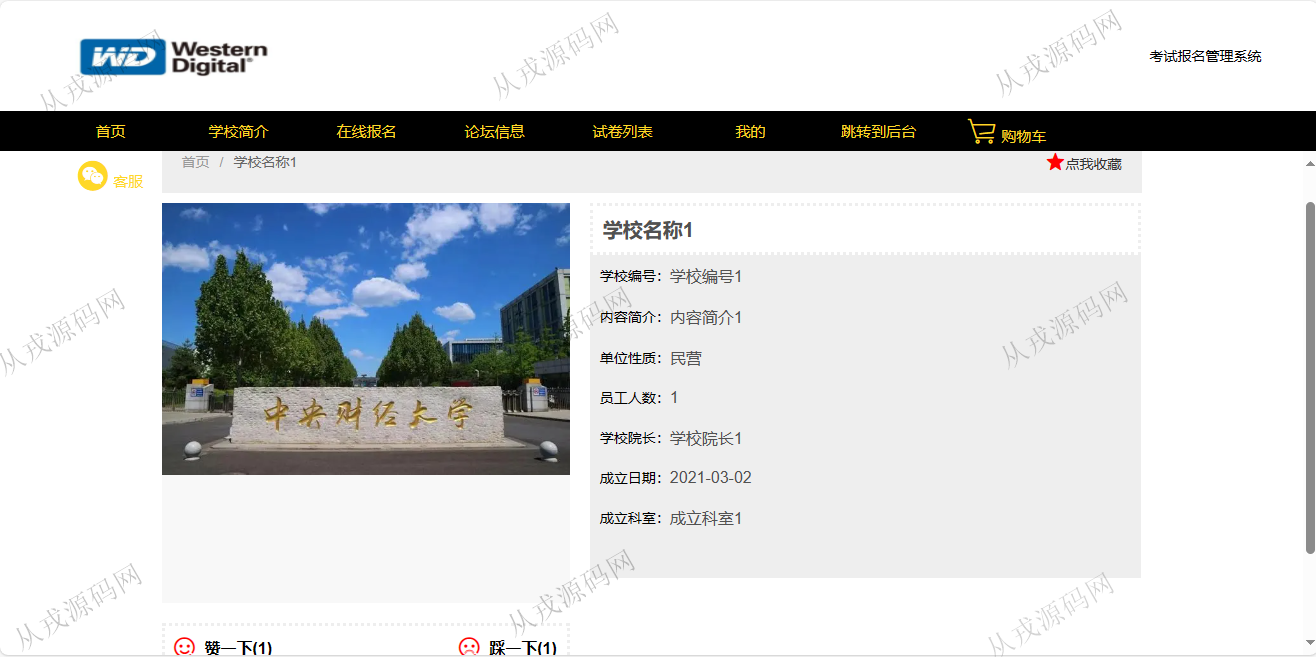 WD Western Digital®
考试报名管理系统
首页 学校简介 在线报名 论坛信息 试卷列表 我的 跳转到后台 购物车
客服
首页 / 学校名称1
点我收藏
学校名称1
学校编号：学校编号1
内容简介：内容简介1
单位性质：民营
员工人数：1
学校院长：学校院长1
成立日期：2021-03-02
成立科室：成立科室1
中央财经大学
赞一下(1)
踩一下(1)
从戎源码网
从戎源码网
从戎源码网
从戎源码网
从戎源码网
从戎源码网
从戎源码网
从戎源码网
从戎源码网